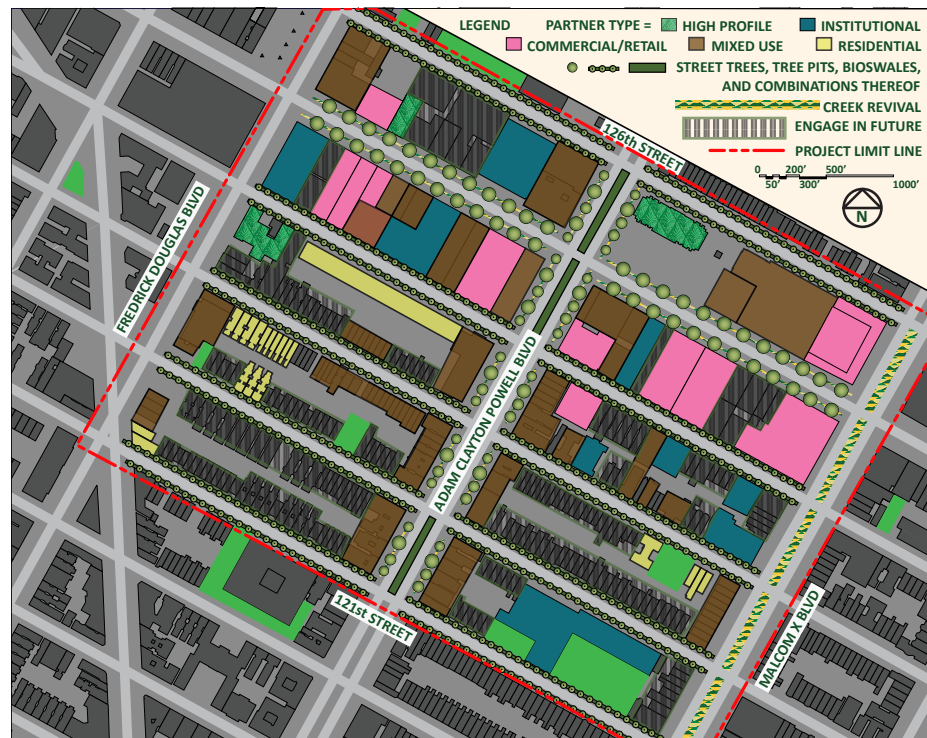 LEGEND PARTNER TYPE = HIGH PROFILE INSTITUTIONAL
COMMERCIAL/RETAIL MIXED USE RESIDENTIAL
STREET TREES, TREE PITS, BIOSWALES,
AND COMBINATIONS THEREOF
CREEK REVIVAL
ENGAGE IN FUTURE
PROJECT LIMIT LINE
0 200' 500'
50' 300' 1000'
N
126th STREET
FREDRICK DOUGLAS BLVD
ADAM CLAYTON POWELL BLVD
121st STREET
MALCOM X BLVD